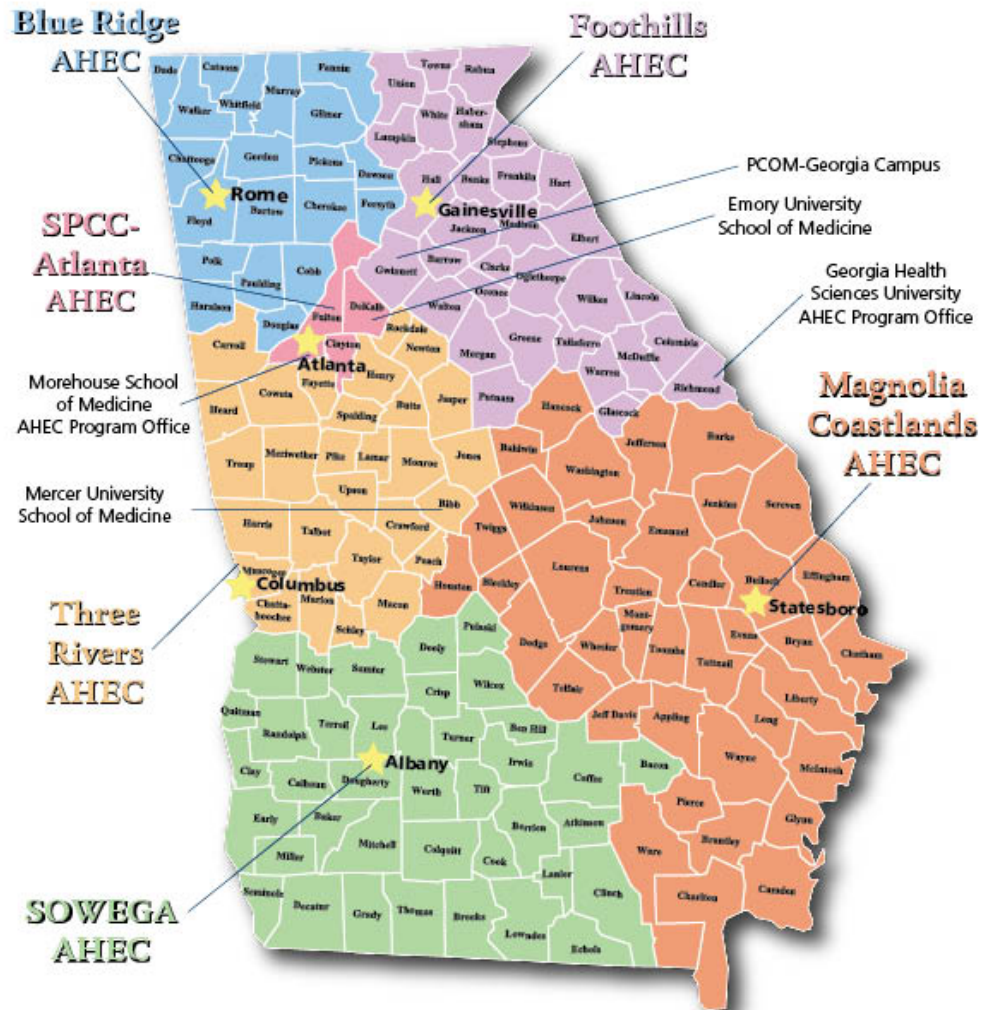 Blue Ridge
AHEC
Foothills
AHEC
SPCC-
Atlanta
AHEC
PCOM-Georgia Campus
Emory University
School of Medicine
Georgia Health
Sciences University
AHEC Program Office
Morehouse School
of Medicine
AHEC Program Office
Magnolia
Coastlands
AHEC
Mercer University
School of Medicine
Three
Rivers
AHEC
SOWEGA
AHEC
Rome
Gainesville
Atlanta
Columbus
Statesboro
Albany
Dade
Catoosa
Fannin
Walker
Whitfield
Murray
Gilmer
Chattooga
Gordon
Pickens
Dawson
Floyd
Bartow
Cherokee
Forsyth
Polk
Paulding
Cobb
Haralson
Douglas
Union
Towns
Rabun
White
Haber-
sham
Lumpkin
Stephens
Hall
Banks
Franklin
Hart
Jackson
Madison
Elbert
Gwinnett
Barrow
Clarke
Oglethorpe
Oconee
Walton
Wilkes
Lincoln
Morgan
Greene
Taliaferro
McDuffie
Columbia
Warren
Richmond
Putnam
Glascock
Fulton
DeKalb
Clayton
Rockdale
Newton
Carroll
Fayette
Henry
Coweta
Heard
Spalding
Butts
Jasper
Troup
Meriwether
Pike
Lamar
Monroe
Jones
Upson
Bibb
Harris
Talbot
Crawford
Taylor
Peach
Chatta-
hoochee
Marion
Macon
Schley
Hancock
Baldwin
Washington
Jefferson
Burke
Wilkinson
Johnson
Emanuel
Jenkins
Screven
Twiggs
Houston
Bleckley
Laurens
Treutlen
Candler
Bulloch
Effingham
Mont-
gomery
Dodge
Wheeler
Toombs
Evans
Bryan
Chatham
Tattnall
Telfair
Liberty
Jeff Davis
Appling
Long
Wayne
McIntosh
Pierce
Glynn
Brantley
Ware
Charlton
Camden
Pulaski
Dooly
Stewart
Webster
Sumter
Crisp
Wilcox
Quitman
Randolph
Terrell
Lee
Turner
Ben Hill
Irwin
Clay
Calhoun
Dougherty
Worth
Tift
Coffee
Bacon
Early
Baker
Mitchell
Colquitt
Berrien
Atkinson
Miller
Cook
Lanier
Clinch
Seminole
Decatur
Grady
Thomas
Brooks
Lowndes
Echols